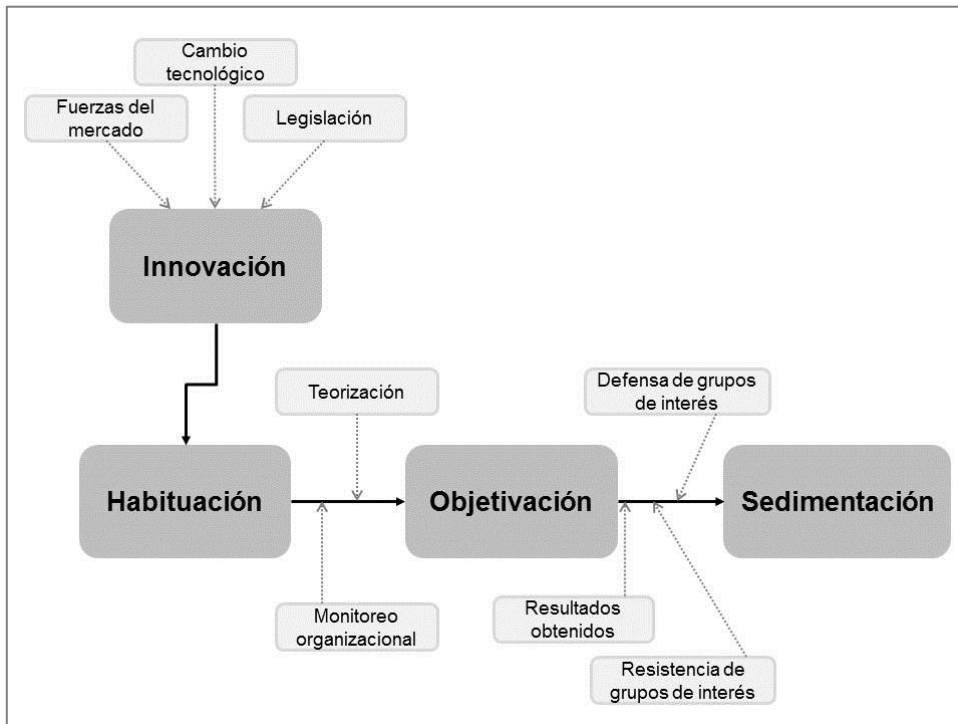 Cambio
tecnológico
Fuerzas del
mercado
Legislación
Innovación
Teorización
Defensa de grupos
de interés
Habituación
Objetivación
Sedimentación
Monitoreo
organizacional
Resultados
obtenidos
Resistencia de
grupos de interés